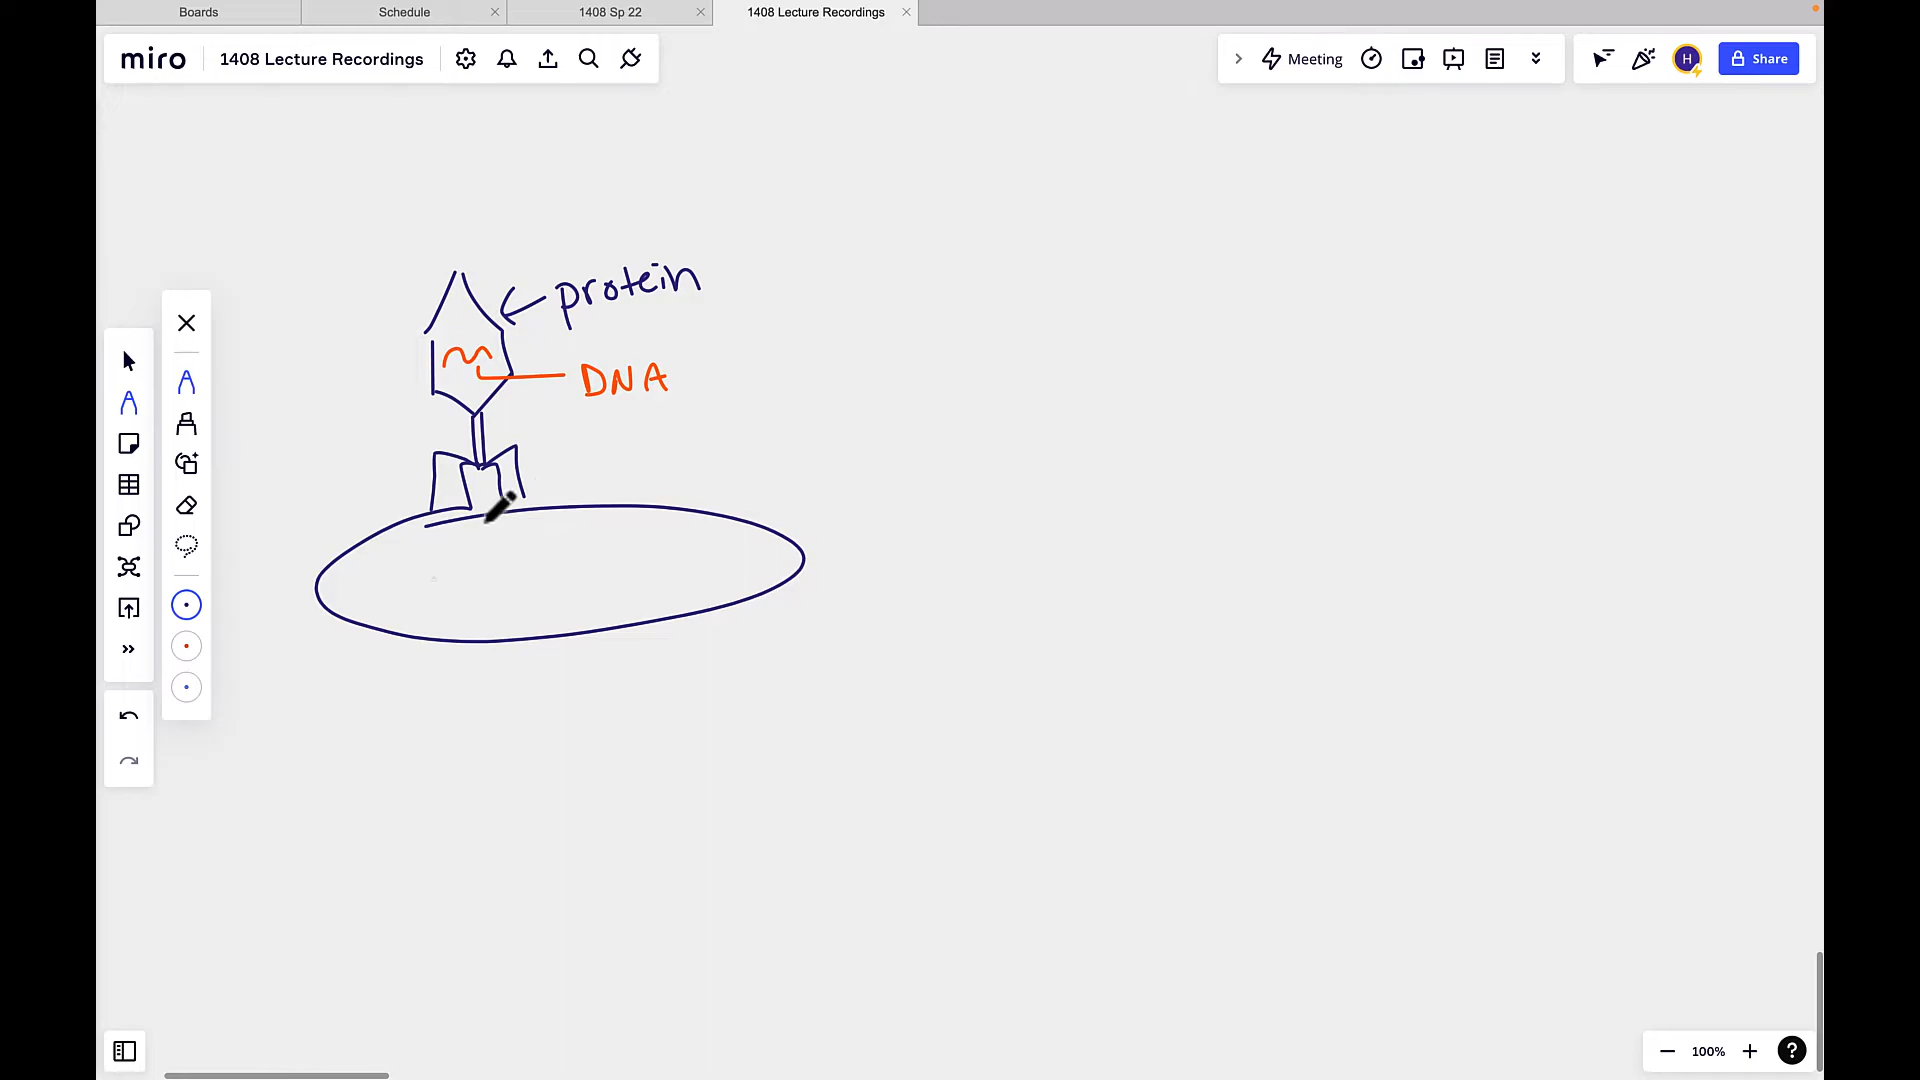 Boards Schedule 1408 Sp 22 1408 Lecture Recordings
miro 1408 Lecture Recordings Meeting H Share
protein
DNA
100% ?